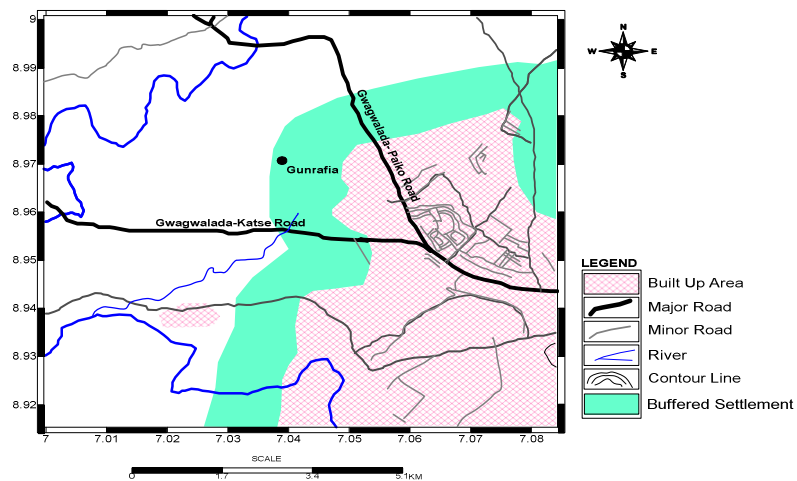 9
8.99
8.98
8.97
8.96
8.95
8.94
8.93
8.92
7
7.01
7.02
7.03
7.04
7.05
7.06
7.07
7.08
Gwagwalada- Paiko Road
Gunrafia
Gwagwalada-Katse Road
N
W E
S
LEGEND
Built Up Area
Major Road
Minor Road
River
Contour Line
Buffered Settlement
SCALE
0 1.7 3.4 5.1KM